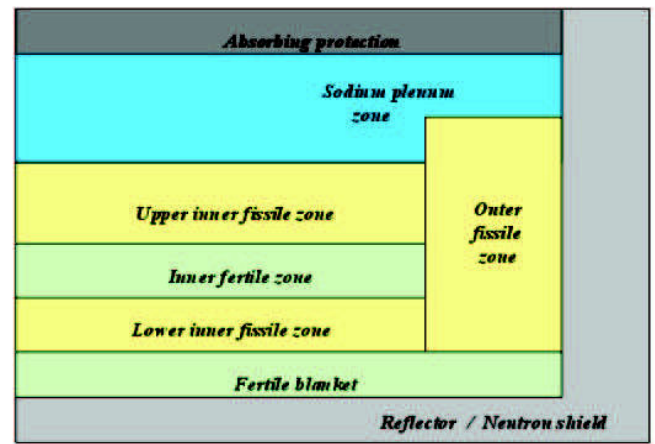 Absorbing protection
Sodium plenum
zone
Upper inner fissile zone
Outer
fissile
zone
Inner fertile zone
Lower inner fissile zone
Fertile blanket
Reflector / Neutron shield